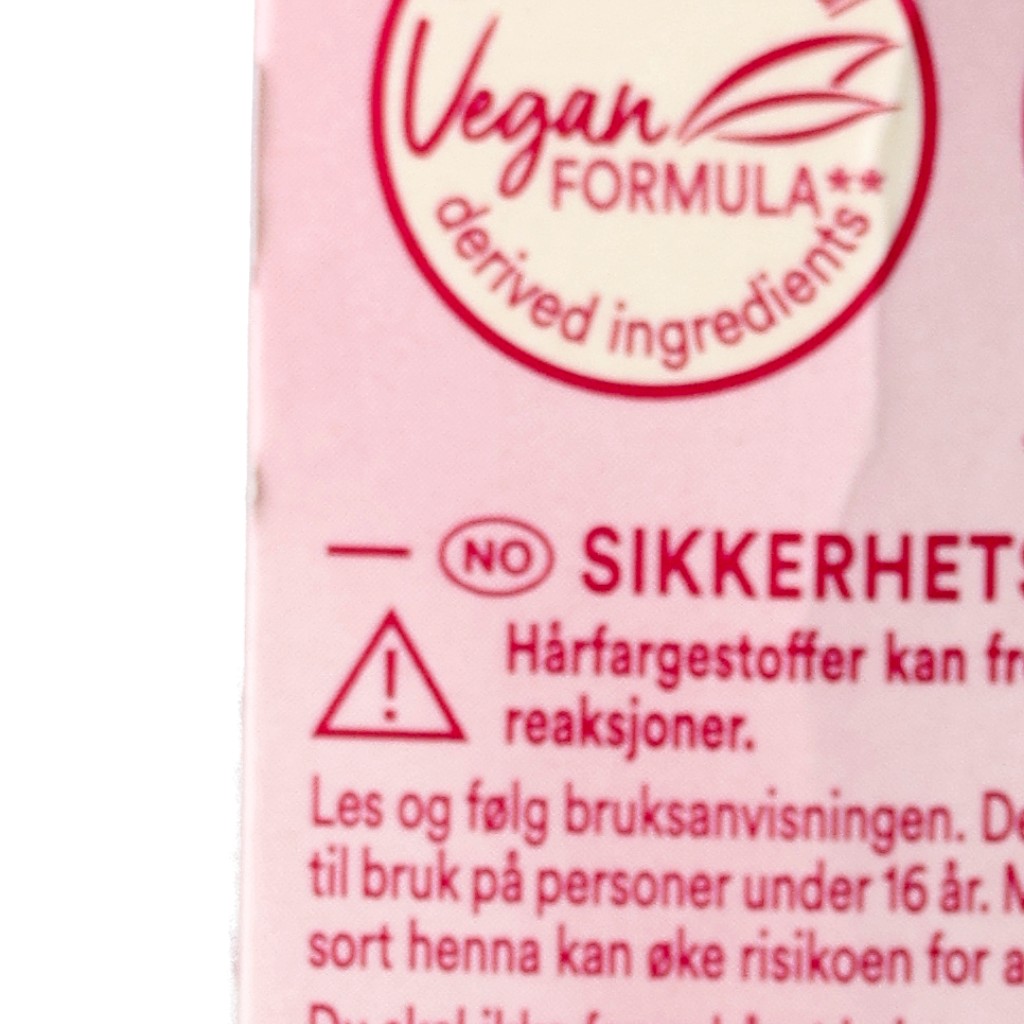 Vegan
FORMULA**
derived ingredients
NO SIKKERHETS
Hårfargestoffer kan
reaksjoner.
Les og følg bruksanvisningen.
til bruk på personer under 16 år.
sort henna kan øke risikoen for